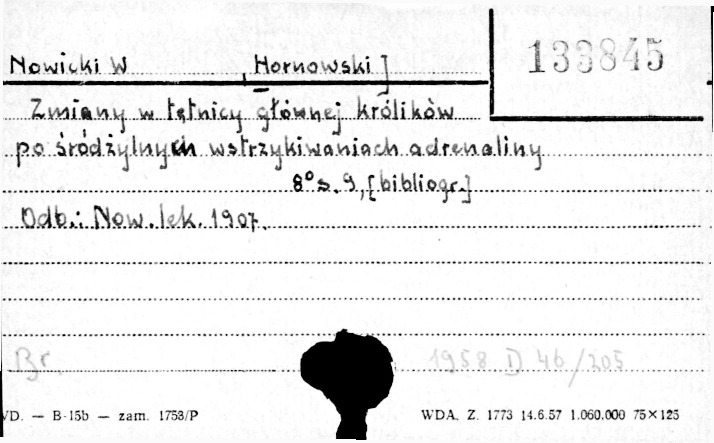 133845
Nowicki W, Hornowski J
Zmiany w tętnicy głównej królików
po śródżylnych wstrzykiwaniach adrenaliny
8° s. 9, [bibliogr.]
Odb.: Now. lek. 1907.
Br. 1958 D 46/205
VD. — B-15b — zam. 1753/P WDA. Z. 1773 14.6.57 1.060.000 75×125